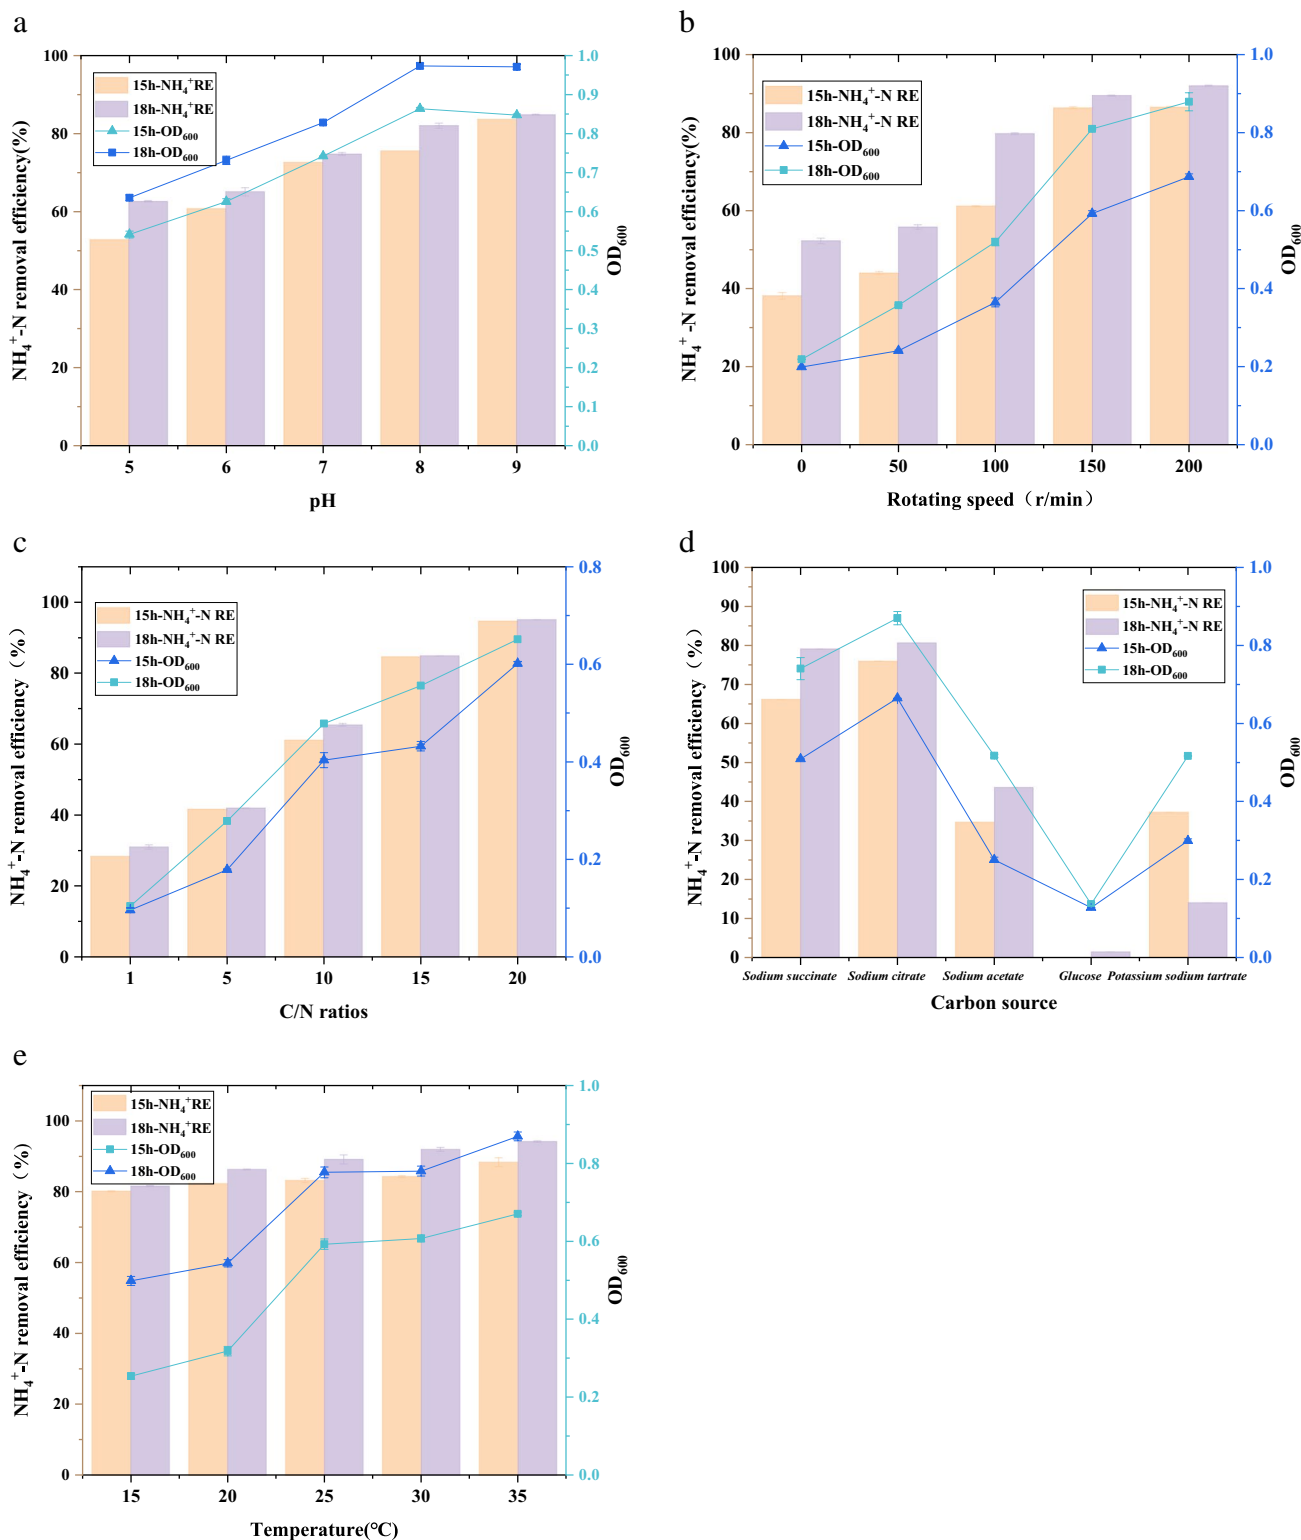 a
100
80
60
40
20
0
NH₄⁺-N removal efficiency(%)
15h-NH₄⁺RE
18h-NH₄⁺RE
15h-OD₆₀₀
18h-OD₆₀₀
1.0
0.9
0.8
0.7
0.6
0.5
0.4
0.3
0.2
0.1
0.0
OD₆₀₀
5 6 7 8 9
pH
b
100
80
60
40
20
0
NH₄⁺-N removal efficiency(%)
15h-NH₄⁺-N RE
18h-NH₄⁺-N RE
15h-OD₆₀₀
18h-OD₆₀₀
1.0
0.8
0.6
0.4
0.2
0.0
OD₆₀₀
0 50 100 150 200
Rotating speed（r/min）
c
100
80
60
40
20
0
NH₄⁺-N removal efficiency（%）
15h-NH₄⁺-N RE
18h-NH₄⁺-N RE
15h-OD₆₀₀
18h-OD₆₀₀
0.8
0.6
0.4
0.2
0.0
OD₆₀₀
1 5 10 15 20
C/N ratios
d
100
90
80
70
60
50
40
30
20
10
0
NH₄⁺-N removal efficiency（%）
15h-NH₄⁺-N RE
18h-NH₄⁺-N RE
15h-OD₆₀₀
18h-OD₆₀₀
1.0
0.8
0.6
0.4
0.2
0.0
OD₆₀₀
Sodium succinate Sodium citrate Sodium acetate Glucose Potassium sodium tartrate
Carbon source
e
100
80
60
40
20
0
NH₄⁺-N removal efficiency（%）
15h-NH₄⁺RE
18h-NH₄⁺RE
15h-OD₆₀₀
18h-OD₆₀₀
1.0
0.8
0.6
0.4
0.2
0.0
OD₆₀₀
15 20 25 30 35
Temperature(°C)